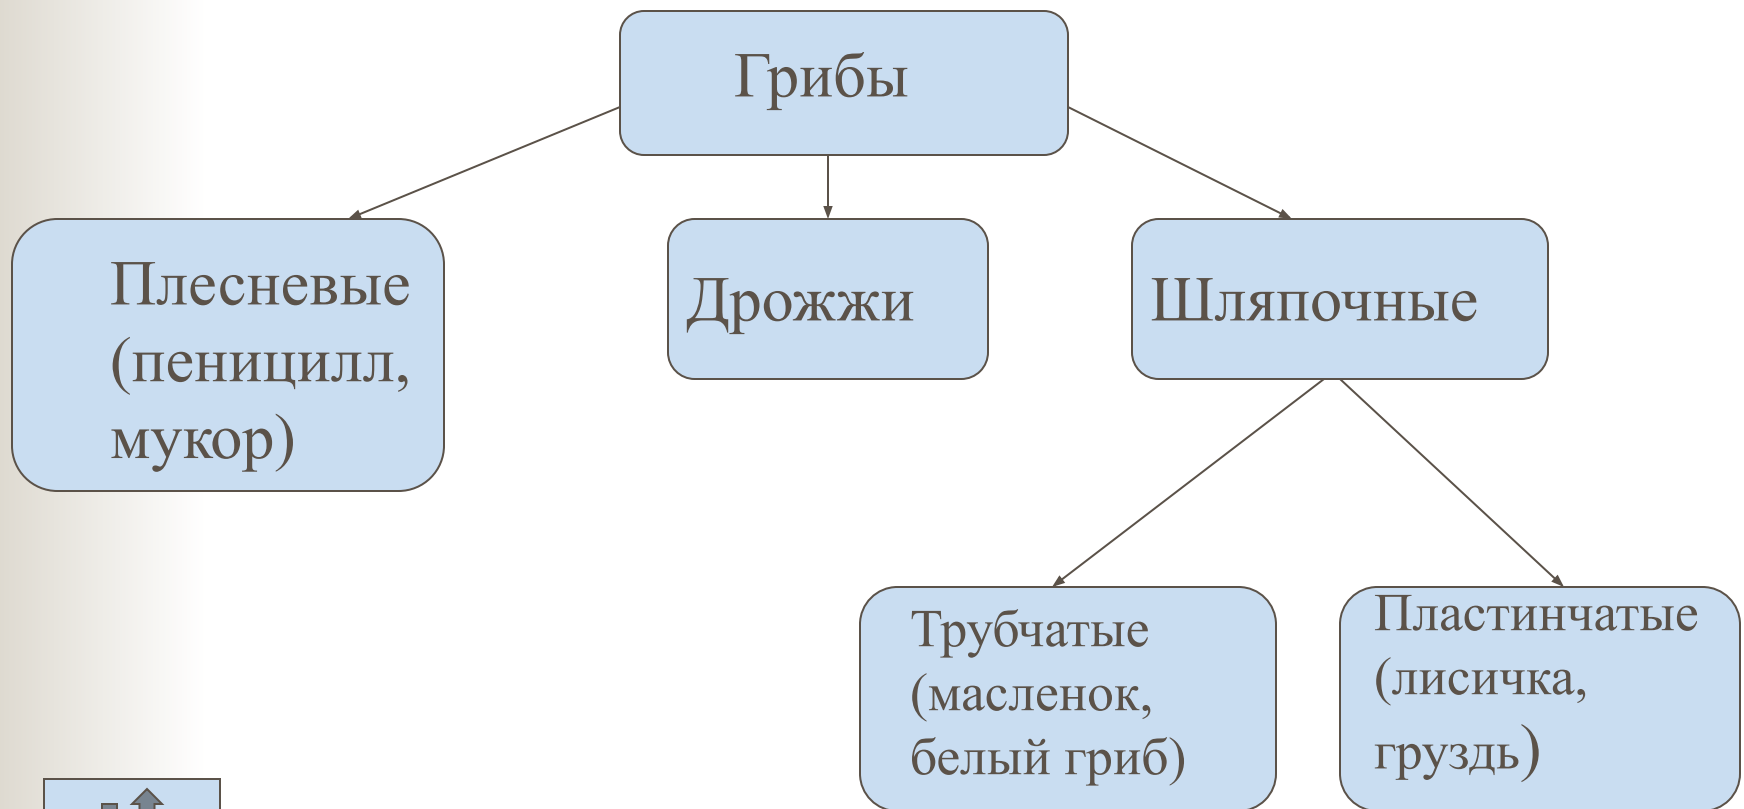 Грибы
Плесневые
(пеницилл,
мукор)
Дрожжи
Шляпочные
Трубчатые
(масленок,
белый гриб)
Пластинчатые
(лисичка,
груздь)